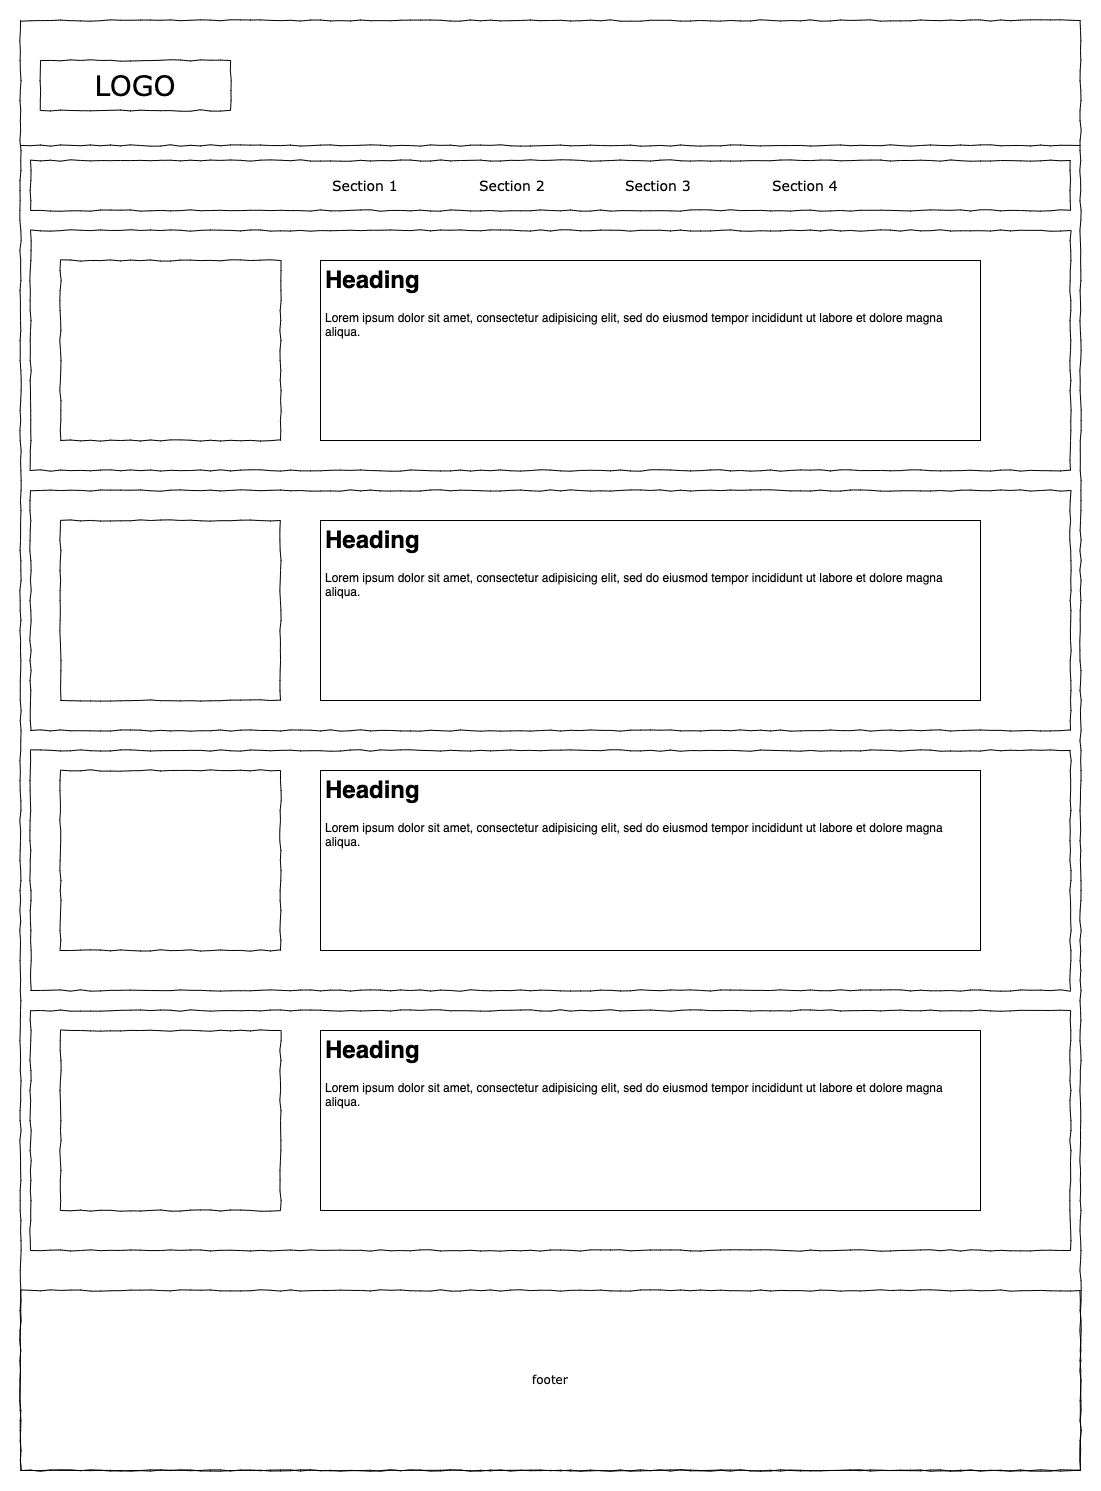 LOGO
Section 1 Section 2 Section 3 Section 4
Heading
Lorem ipsum dolor sit amet, consectetur adipisicing elit, sed do eiusmod tempor incididunt ut labore et dolore magna
aliqua.
Heading
Lorem ipsum dolor sit amet, consectetur adipisicing elit, sed do eiusmod tempor incididunt ut labore et dolore magna
aliqua.
Heading
Lorem ipsum dolor sit amet, consectetur adipisicing elit, sed do eiusmod tempor incididunt ut labore et dolore magna
aliqua.
Heading
Lorem ipsum dolor sit amet, consectetur adipisicing elit, sed do eiusmod tempor incididunt ut labore et dolore magna
aliqua.
footer